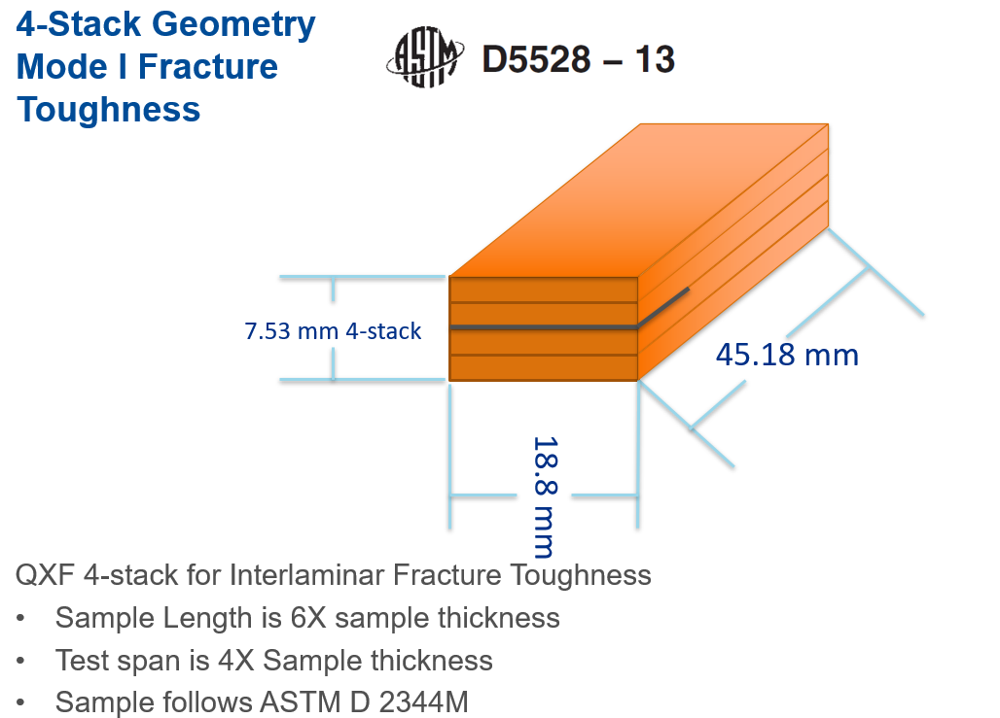 4-Stack Geometry
Mode I Fracture
Toughness
ASTM D5528 – 13
7.53 mm 4-stack
45.18 mm
18.8 mm
QXF 4-stack for Interlaminar Fracture Toughness
• Sample Length is 6X sample thickness
• Test span is 4X Sample thickness
• Sample follows ASTM D 2344M